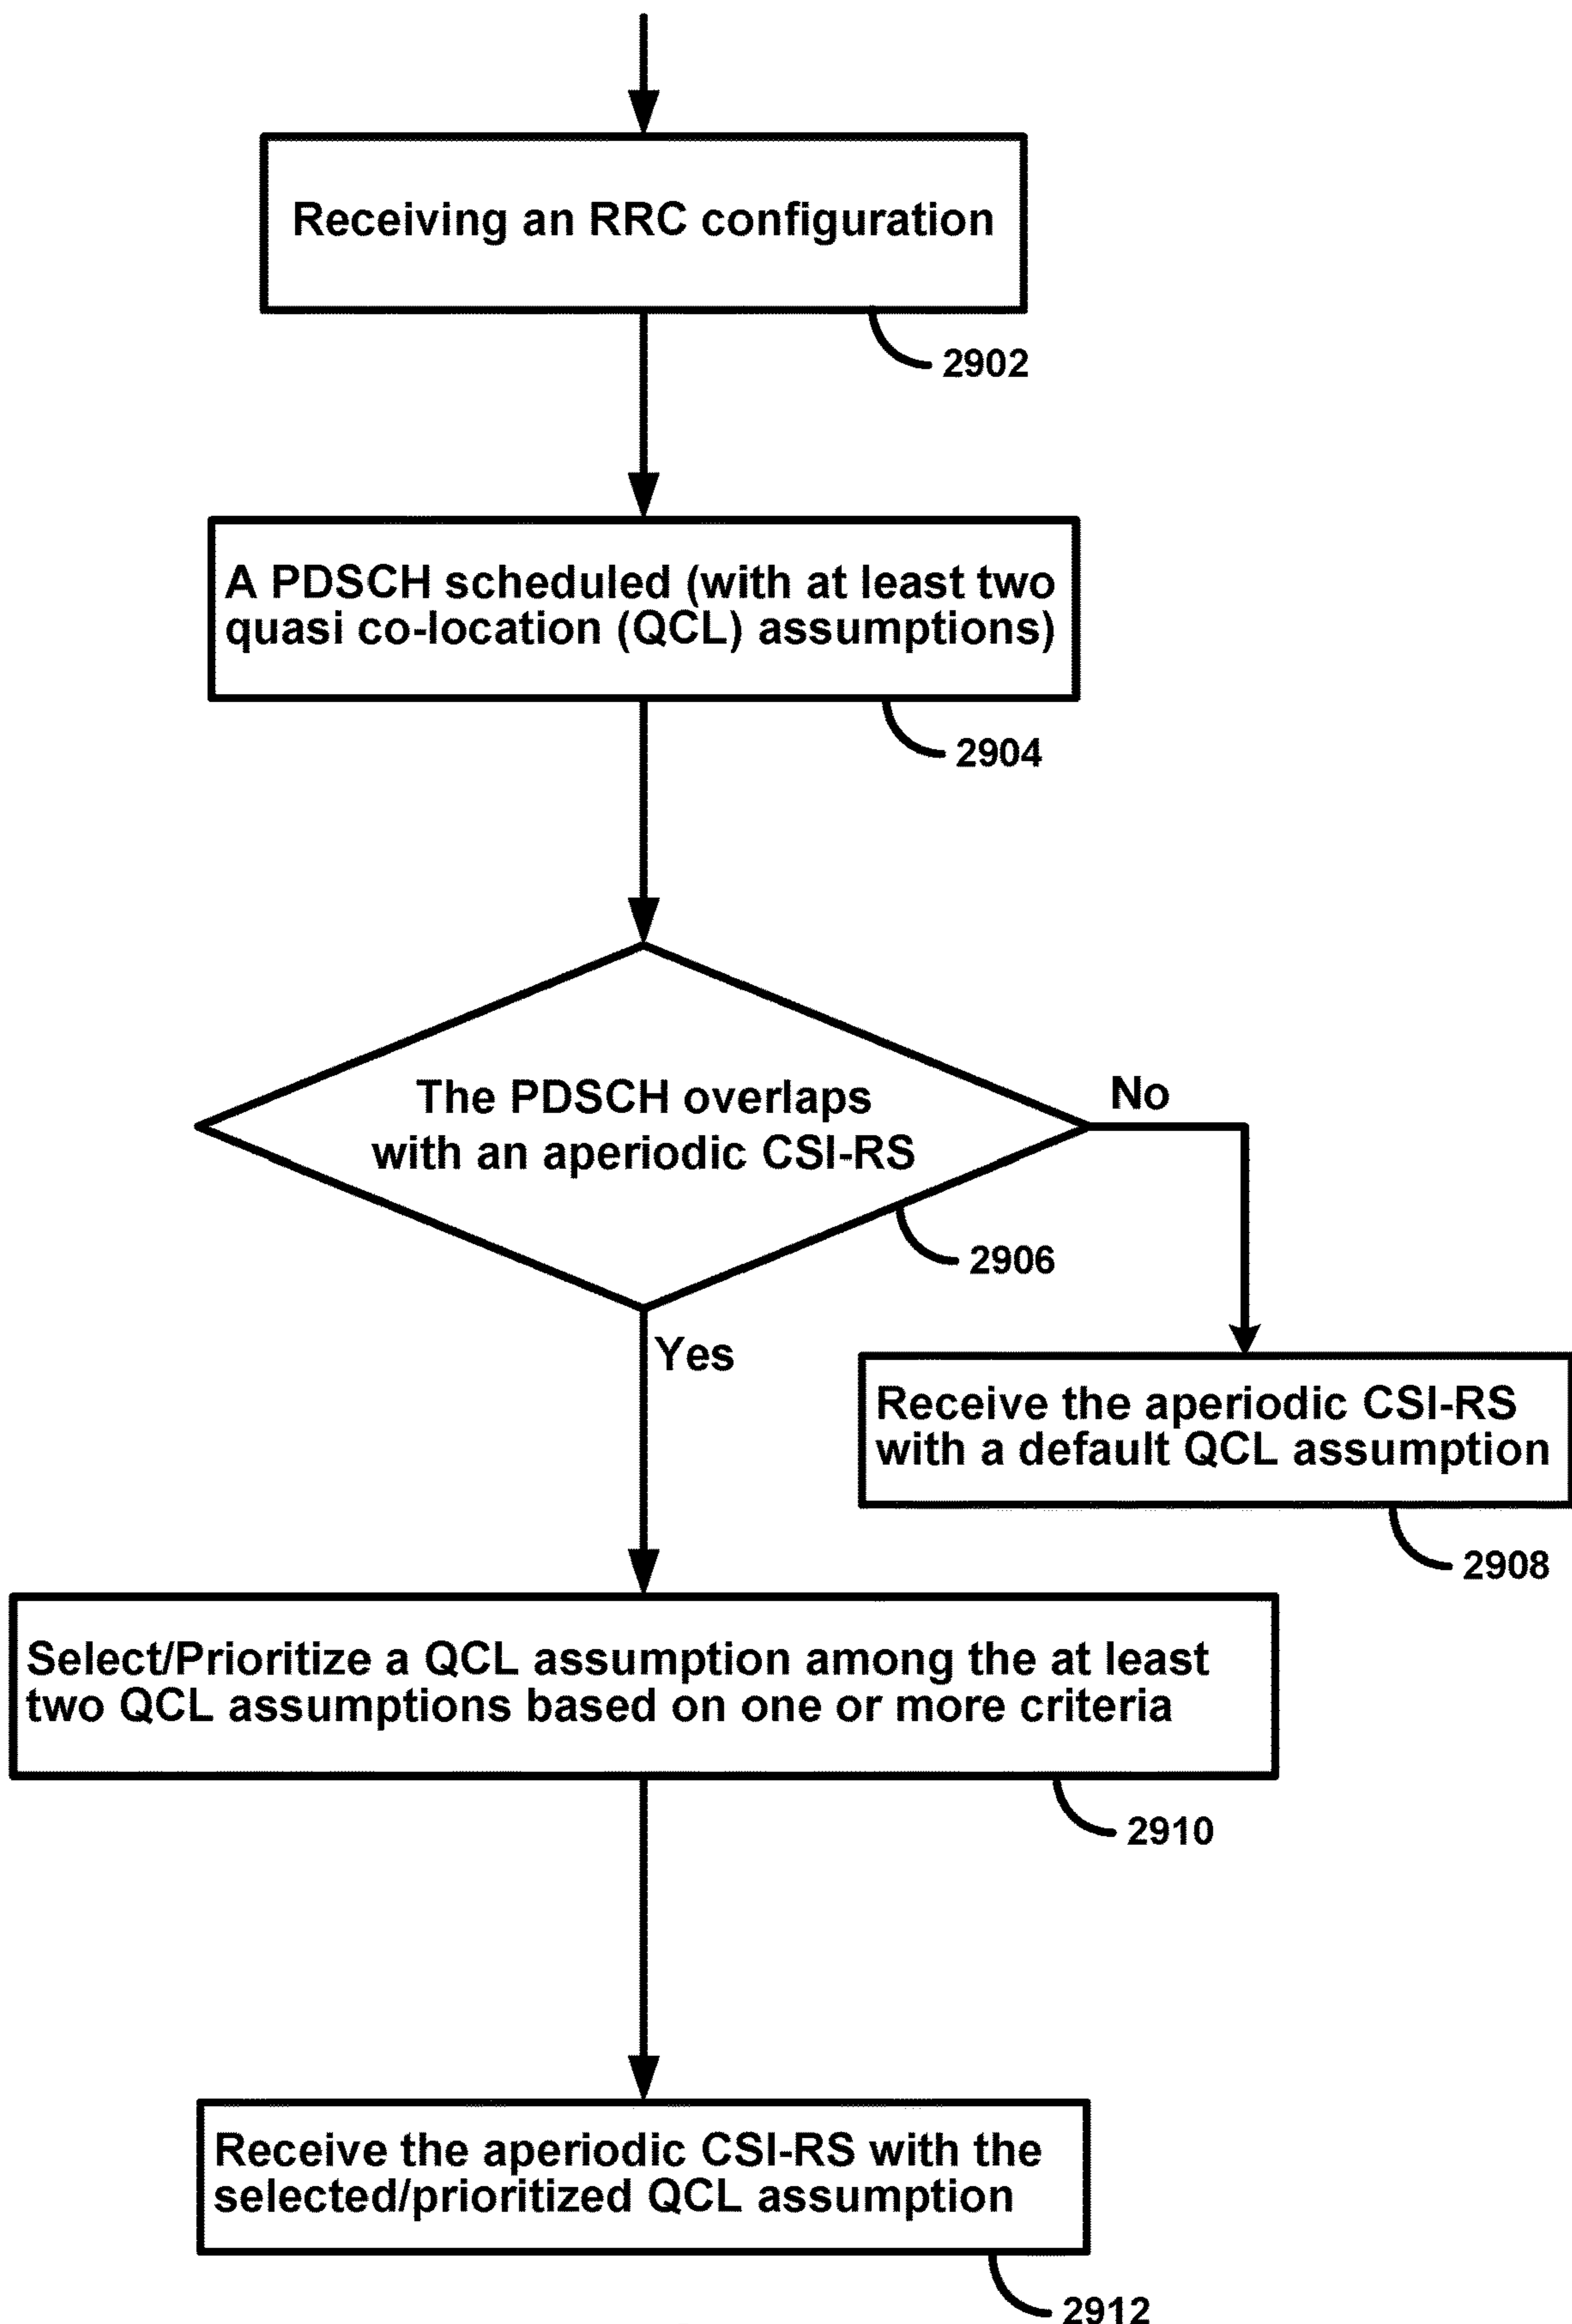 Receiving an RRC configuration
2902
A PDSCH scheduled (with at least two
quasi co-location (QCL) assumptions)
2904
The PDSCH overlaps
with an aperiodic CSI-RS
No
2906
Yes
Receive the aperiodic CSI-RS
with a default QCL assumption
2908
Select/Prioritize a QCL assumption among the at least
two QCL assumptions based on one or more criteria
2910
Receive the aperiodic CSI-RS with the
selected/prioritized QCL assumption
2912